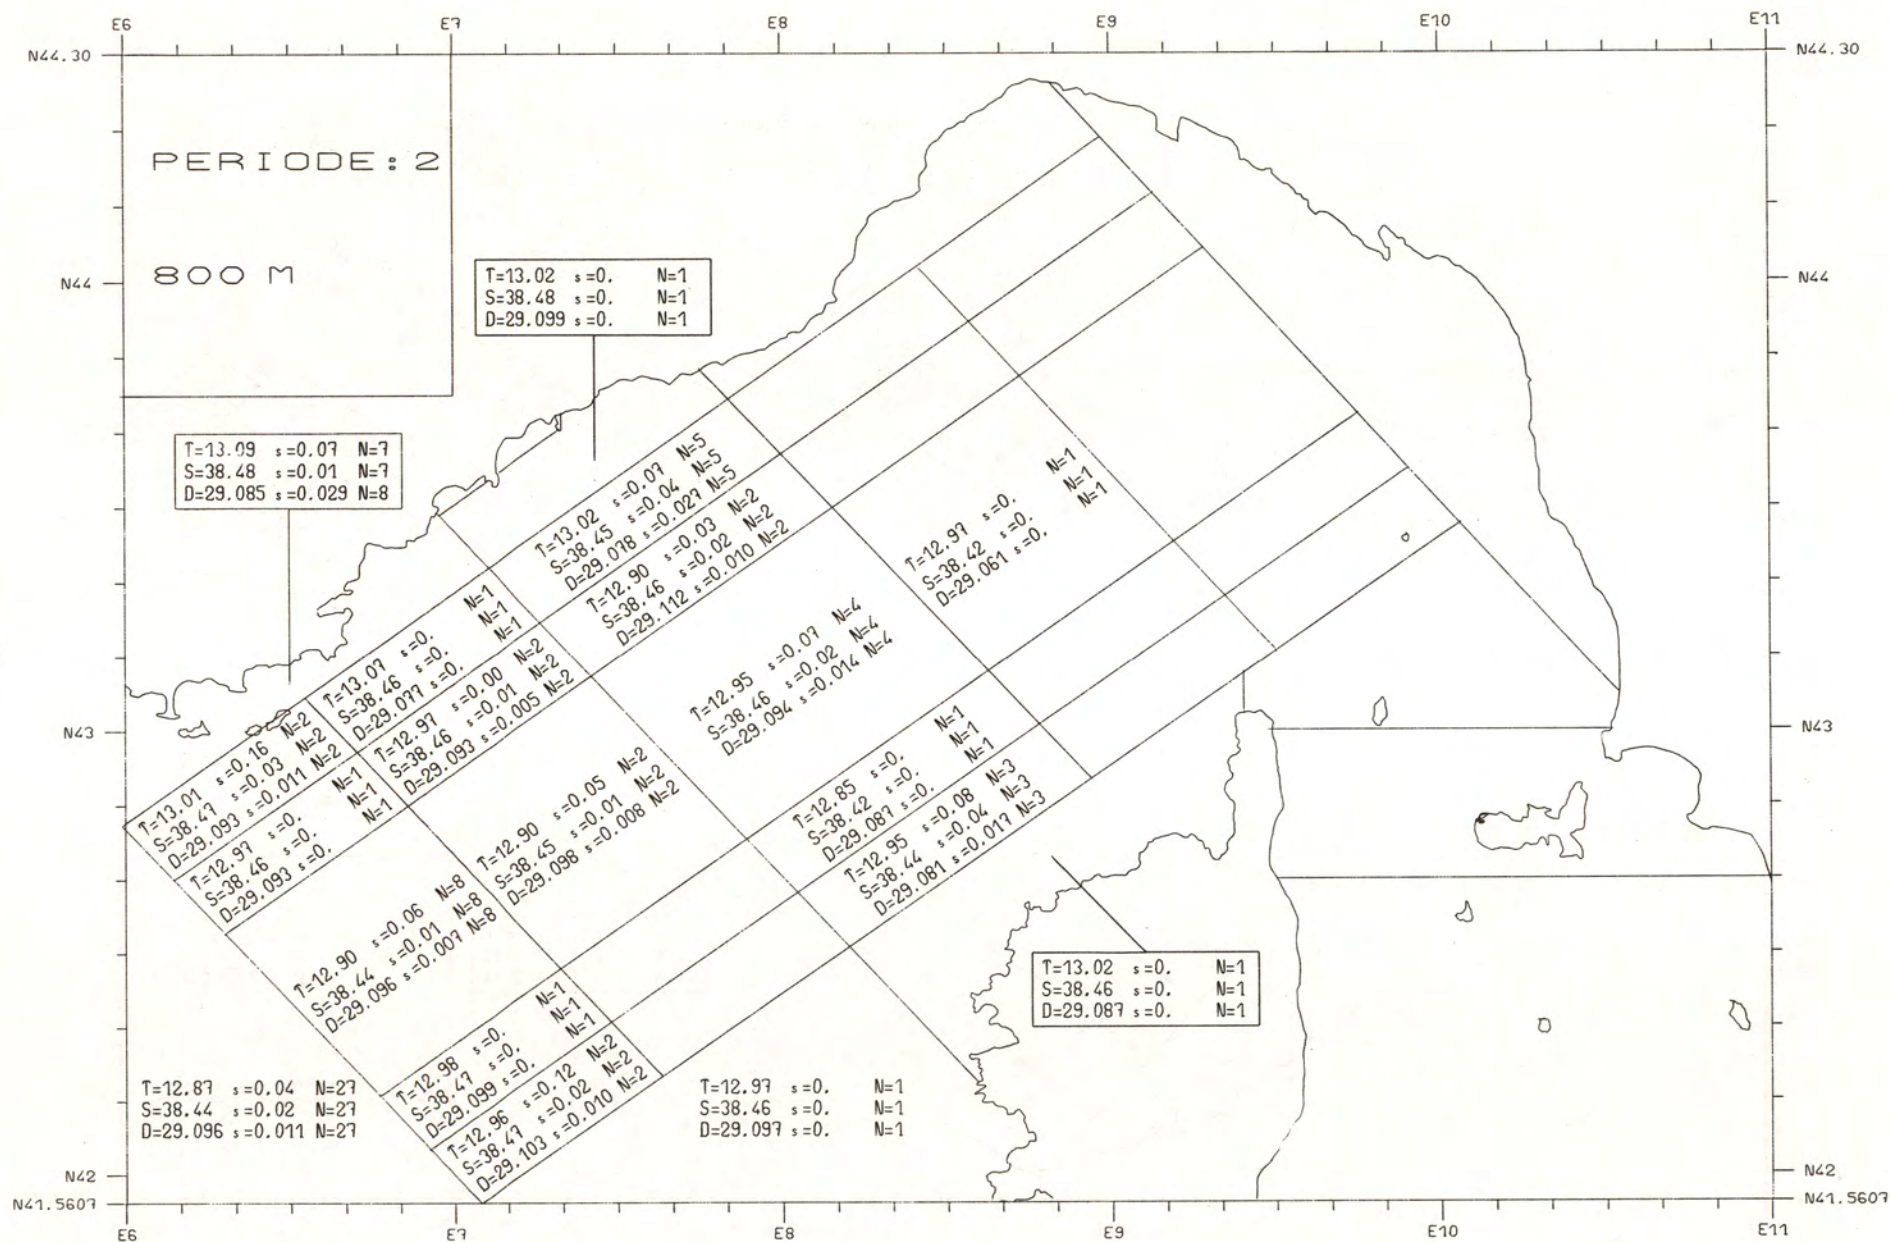 E6 E7 E8 E9 E10 E11
N44.30 N44.30
PERIODE:2
800 M
N44 N44
T=13.02 s=0. N=1
S=38.48 s=0. N=1
D=29.099 s=0. N=1
T=13.09 s=0.07 N=7
S=38.48 s=0.01 N=7
D=29.085 s=0.029 N=8
T=13.02 s=0.07 N=5
S=38.45 s=0.04 N=5
D=29.078 s=0.027 N=5
T=12.90 s=0.03 N=2
S=38.46 s=0.02 N=2
D=29.112 s=0.010 N=2
T=12.97 s=0. N=1
S=38.42 s=0. N=1
D=29.061 s=0. N=1
T=13.07 s=0. N=1
S=38.46 s=0. N=1
D=29.077 s=0. N=1
T=12.97 s=0.00 N=2
S=38.46 s=0.01 N=2
D=29.093 s=0.005 N=2
T=12.95 s=0.07 N=4
S=38.46 s=0.02 N=4
D=29.094 s=0.014 N=4
N43 N43
T=13.01 s=0.16 N=2
S=38.47 s=0.03 N=2
D=29.093 s=0.011 N=2
T=12.97 s=0. N=1
S=38.46 s=0. N=1
D=29.093 s=0. N=1
T=12.90 s=0.05 N=2
S=38.45 s=0.01 N=2
D=29.098 s=0.008 N=2
T=12.85 s=0. N=1
S=38.42 s=0. N=1
D=29.087 s=0. N=1
T=12.95 s=0.08 N=3
S=38.44 s=0.04 N=3
D=29.081 s=0.017 N=3
T=12.90 s=0.06 N=8
S=38.44 s=0.01 N=8
D=29.096 s=0.007 N=8
T=13.02 s=0. N=1
S=38.46 s=0. N=1
D=29.087 s=0. N=1
T=12.98 s=0. N=1
S=38.47 s=0. N=1
D=29.099 s=0. N=1
T=12.96 s=0.12 N=2
S=38.47 s=0.02 N=2
D=29.103 s=0.010 N=2
T=12.87 s=0.04 N=27
S=38.44 s=0.02 N=27
D=29.096 s=0.011 N=27
T=12.97 s=0. N=1
S=38.46 s=0. N=1
D=29.097 s=0. N=1
N42 N42
N41.5607 N41.5607
E6 E7 E8 E9 E10 E11